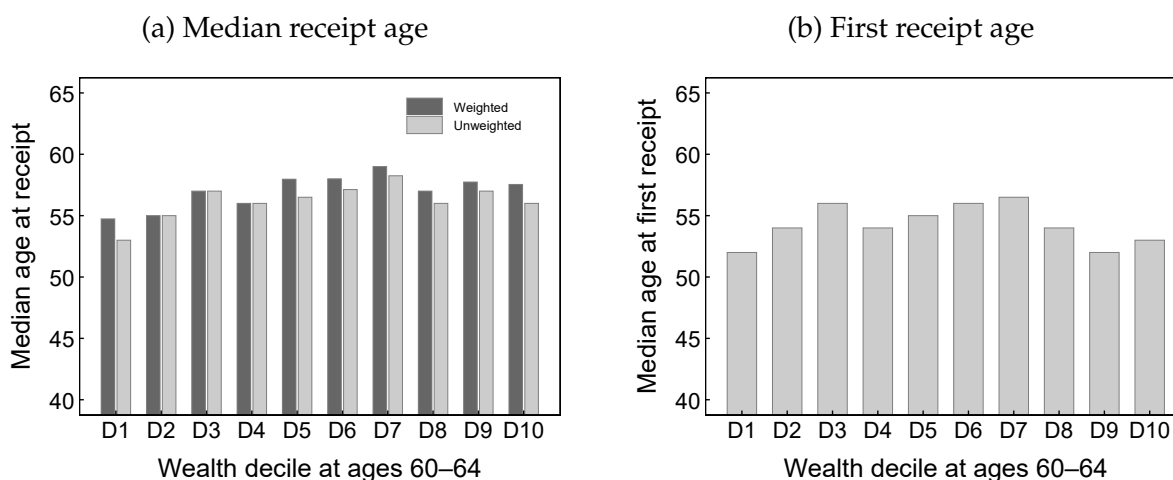 (a) Median receipt age
65
60
55
50
45
40
Median age at receipt
Weighted
Unweighted
D1 D2 D3 D4 D5 D6 D7 D8 D9 D10
Wealth decile at ages 60–64
(b) First receipt age
65
60
55
50
45
40
Median age at first receipt
D1 D2 D3 D4 D5 D6 D7 D8 D9 D10
Wealth decile at ages 60–64